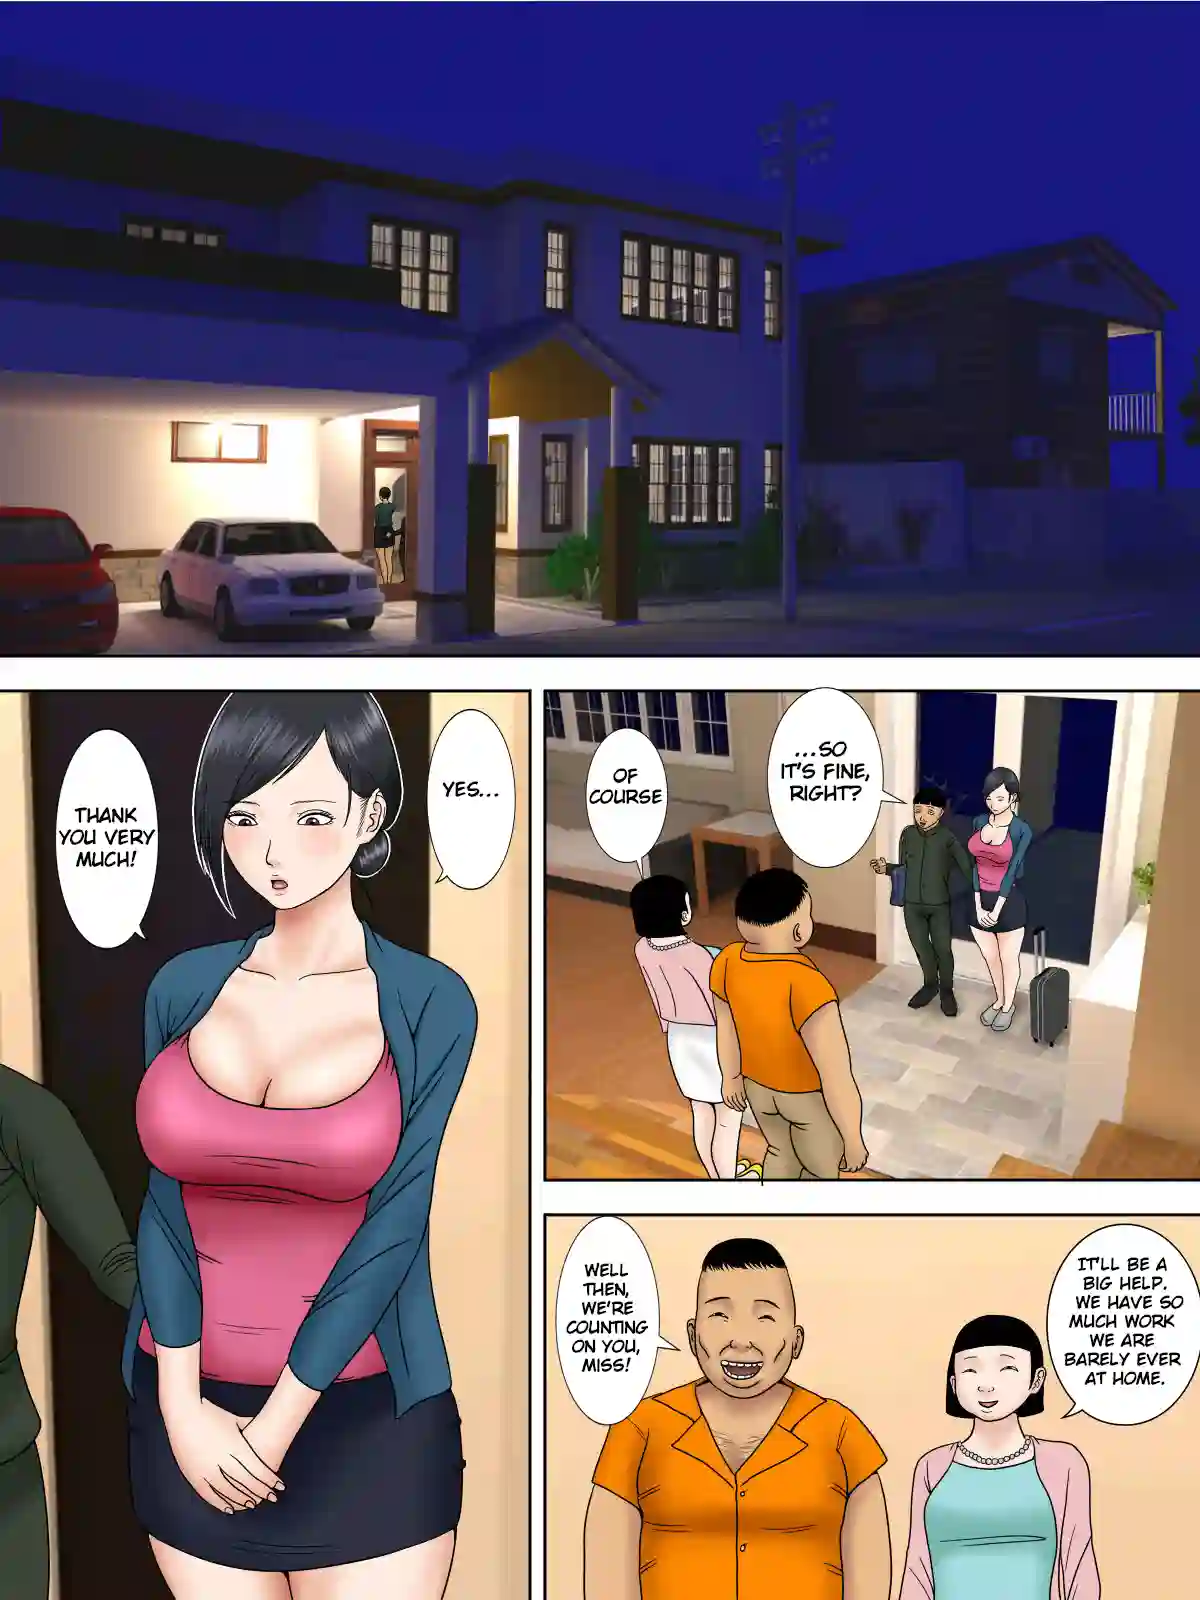 ...SO
IT'S FINE,
RIGHT?
OF
COURSE
YES...
THANK
YOU VERY
MUCH!
IT'LL BE A
BIG HELP.
WE HAVE SO
MUCH WORK
WE ARE
BARELY EVER
AT HOME.
WELL
THEN,
WE'RE
COUNTING
ON YOU,
MISS!